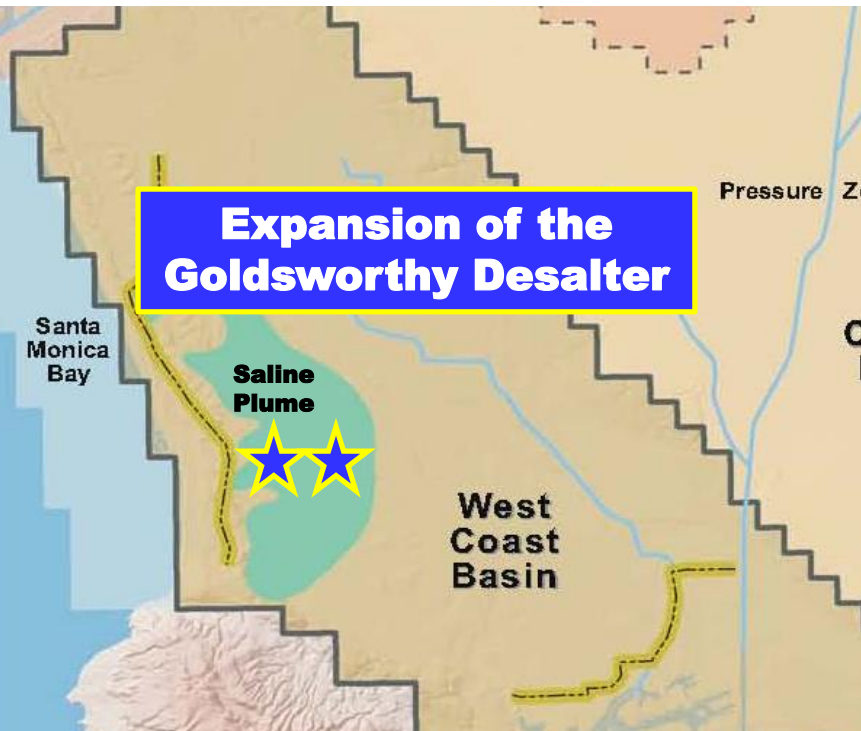 Expansion of the
Goldsworthy Desalter
Pressure
Santa
Monica
Bay
Saline
Plume
West
Coast
Basin